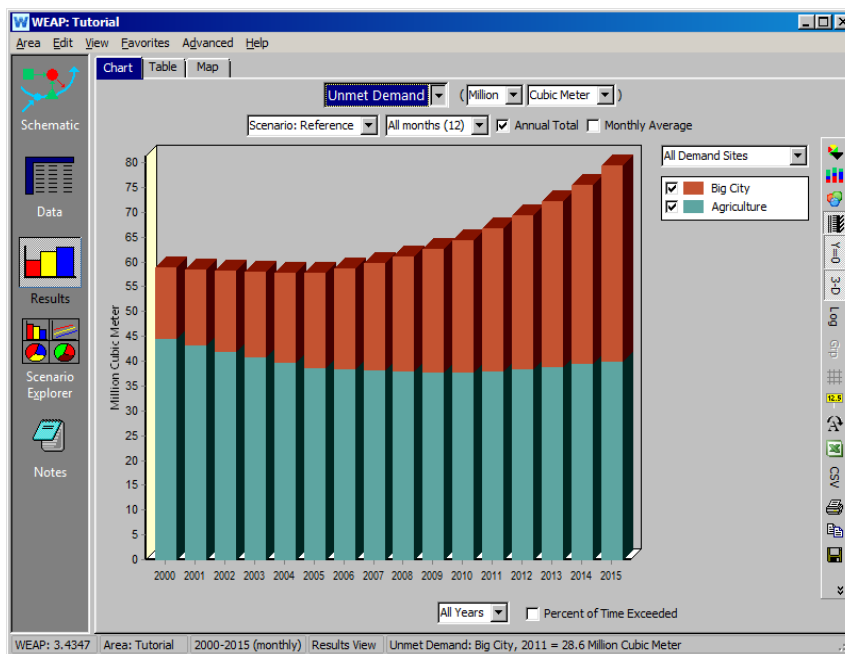 WEAP: Tutorial
Area Edit View Favorites Advanced Help
Chart Table Map
Unmet Demand ( Million Cubic Meter )
Scenario: Reference All months (12) Annual Total Monthly Average
All Demand Sites
Big City
Agriculture
Schematic
Data
Results
Scenario
Explorer
Notes
Million Cubic Meter
80
75
70
65
60
55
50
45
40
35
30
25
20
15
10
5
0
2000 2001 2002 2003 2004 2005 2006 2007 2008 2009 2010 2011 2012 2013 2014 2015
Y=0
3-D
Log
Grp
12.5
CSV
All Years Percent of Time Exceeded
WEAP: 3.4347 Area: Tutorial 2000-2015 (monthly) Results View Unmet Demand: Big City, 2011 = 28.6 Million Cubic Meter